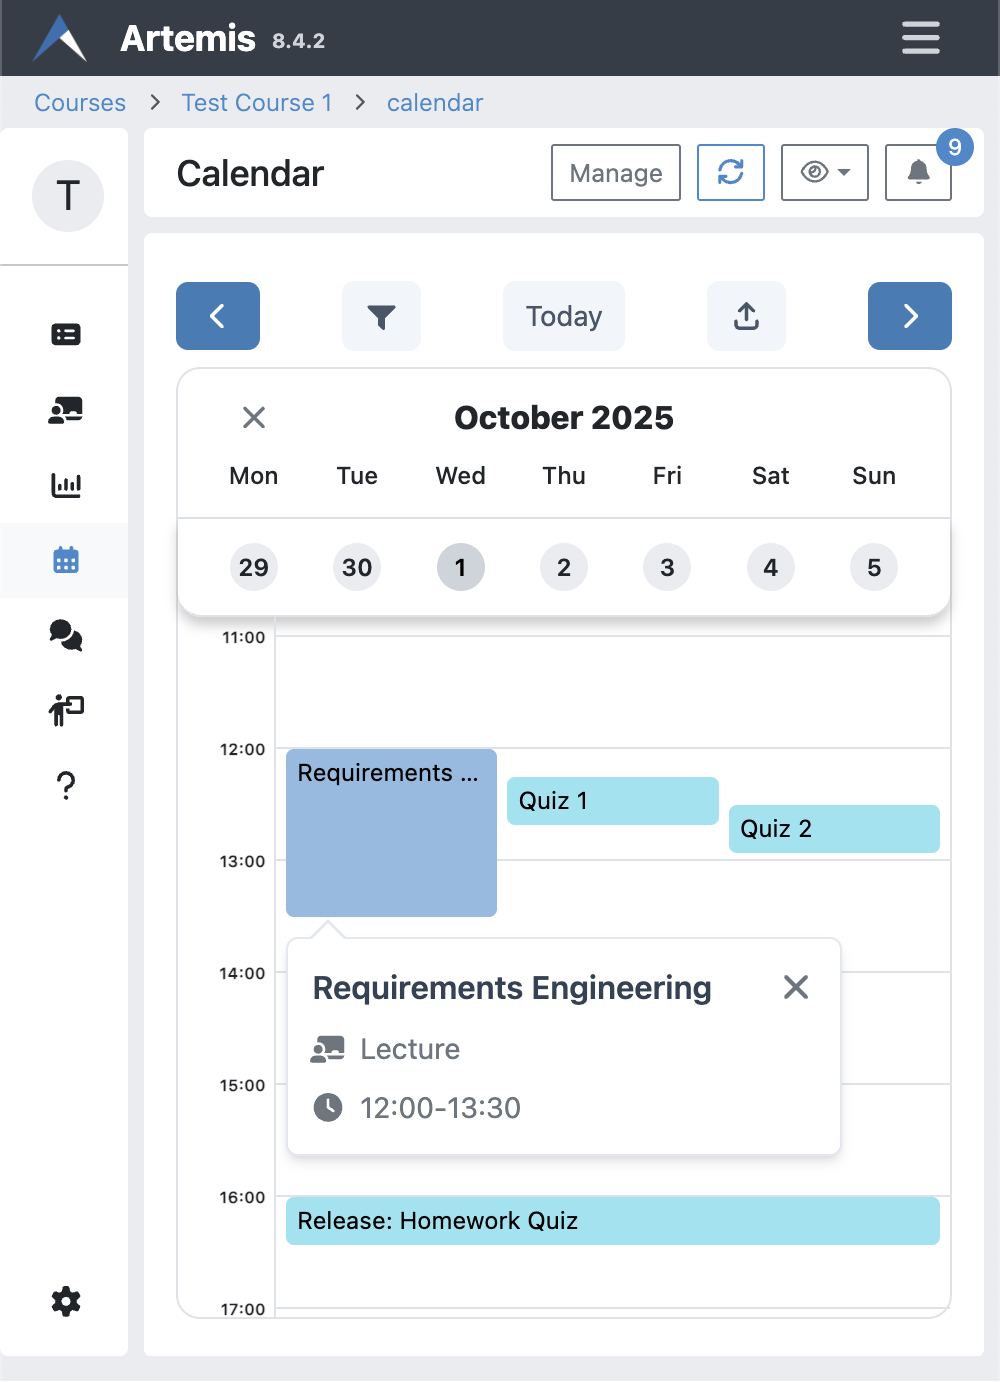 Artemis 8.4.2
Courses > Test Course 1 > calendar
T
Calendar
Manage
9
Today
October 2025
Mon Tue Wed Thu Fri Sat Sun
29 30 1 2 3 4 5
11:00
12:00
Requirements ...
Quiz 1
Quiz 2
13:00
14:00
Requirements Engineering
Lecture
15:00
12:00-13:30
16:00
Release: Homework Quiz
17:00